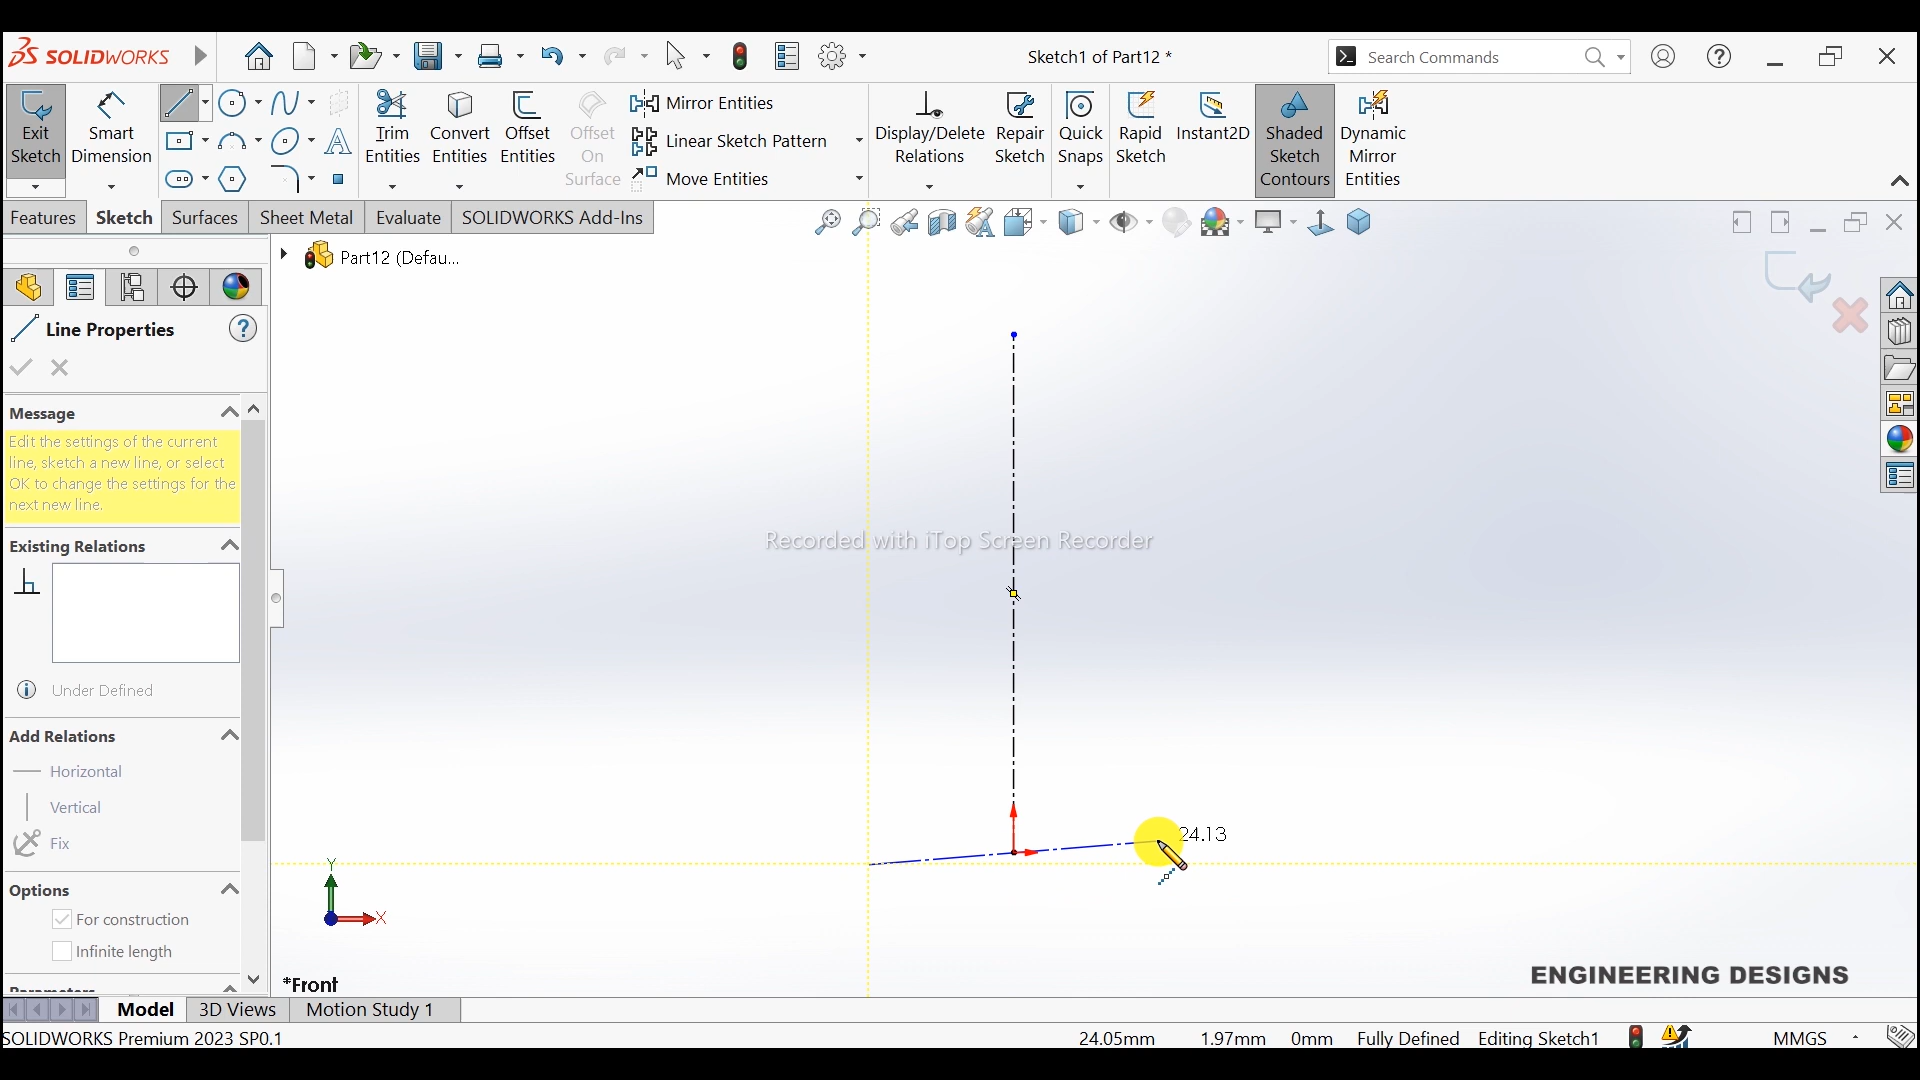 SOLIDWORKS
Sketch1 of Part12 *
Search Commands
Exit
Sketch
Smart
Dimension
Trim
Entities
Convert
Entities
Offset
Entities
Offset
On
Surface
Mirror Entities
Linear Sketch Pattern
Move Entities
Display/Delete
Relations
Repair
Sketch
Quick
Snaps
Rapid
Sketch
Instant2D
Shaded
Sketch
Contours
Dynamic
Mirror
Entities
Features
Sketch
Surfaces
Sheet Metal
Evaluate
SOLIDWORKS Add-Ins
Part12 (Defau...
Line Properties
Message
Edit the settings of the current
line, sketch a new line, or select
OK to change the settings for the
next new line.
Existing Relations
Under Defined
Add Relations
Horizontal
Vertical
Fix
Options
For construction
Infinite length
Parameters
Recorded with iTop Screen Recorder
24.13
Y
X
*Front
ENGINEERING DESIGNS
Model
3D Views
Motion Study 1
SOLIDWORKS Premium 2023 SP0.1
24.05mm
1.97mm
0mm
Fully Defined
Editing Sketch1
MMGS